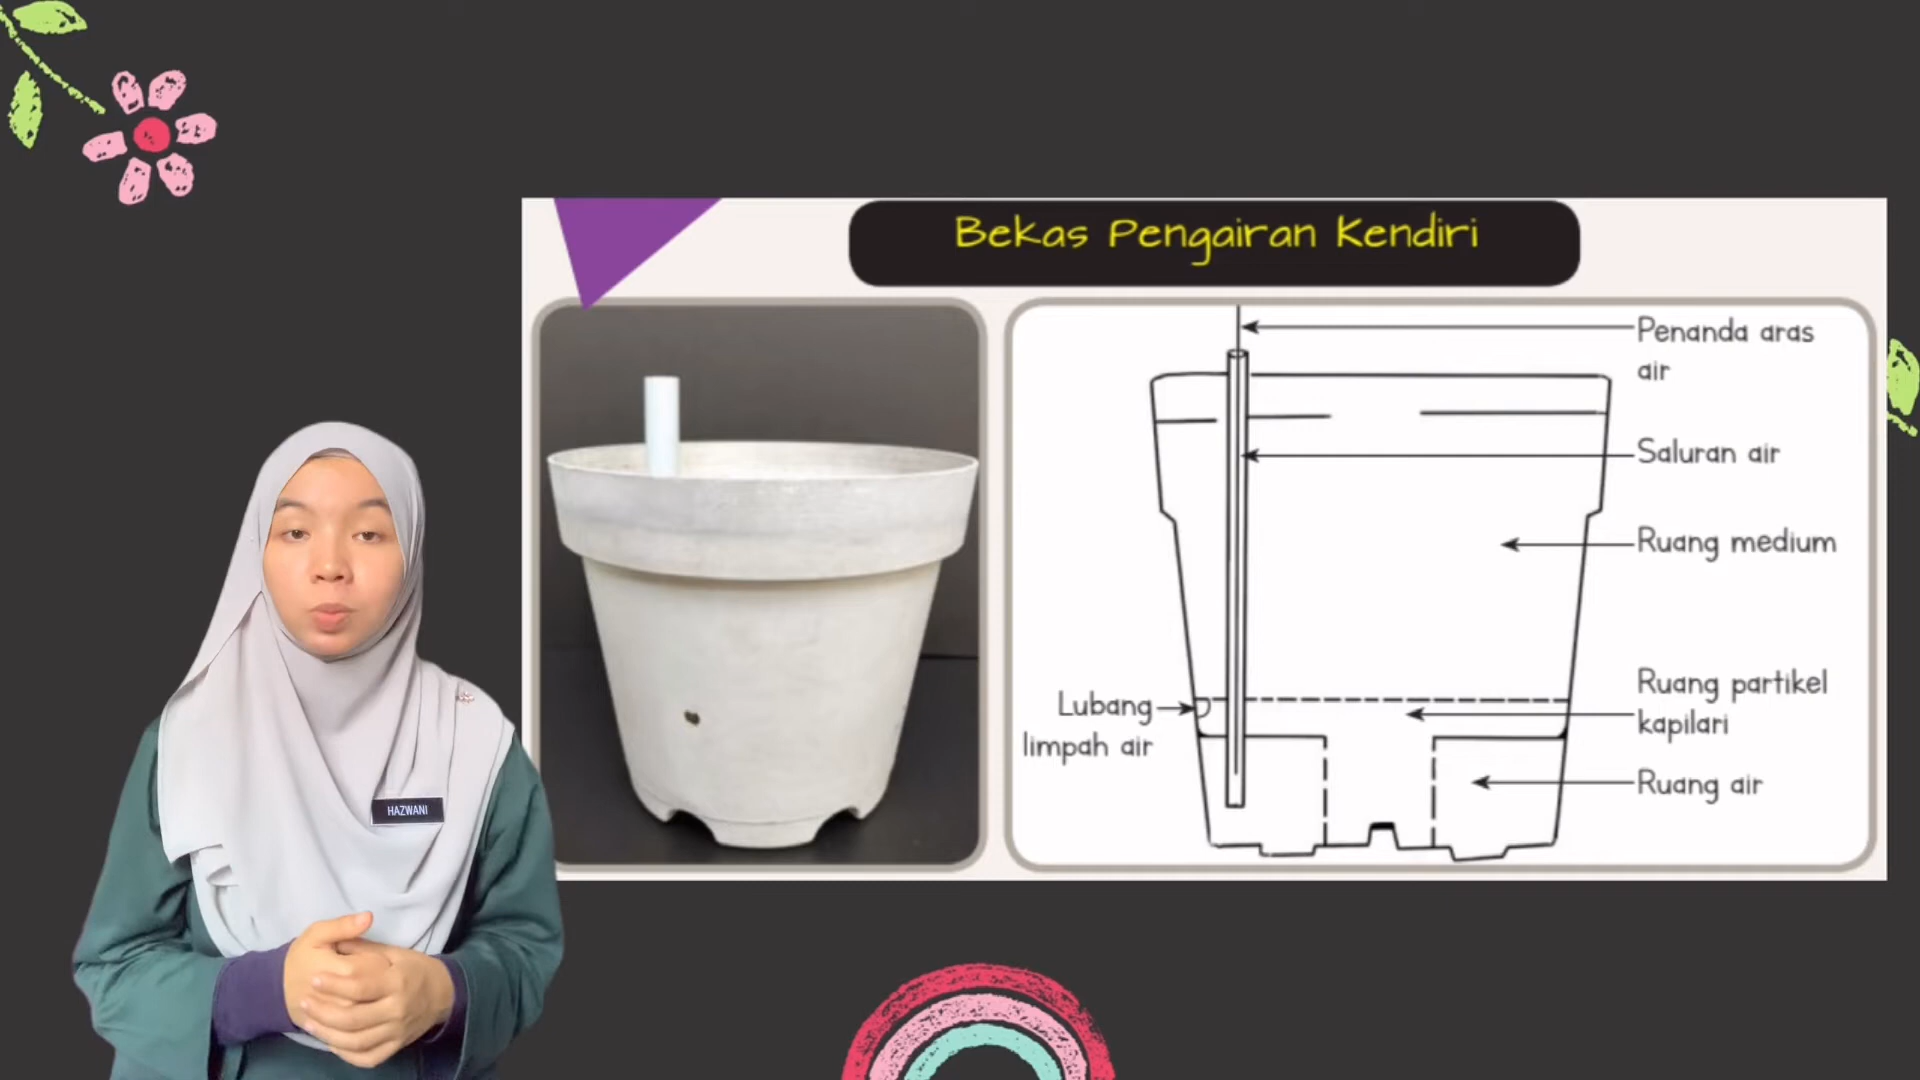 Bekas Pengairan Kendiri
Penanda aras
air
Saluran air
Ruang medium
Ruang partikel
kapilari
Lubang
limpah air
Ruang air
HAZWANI